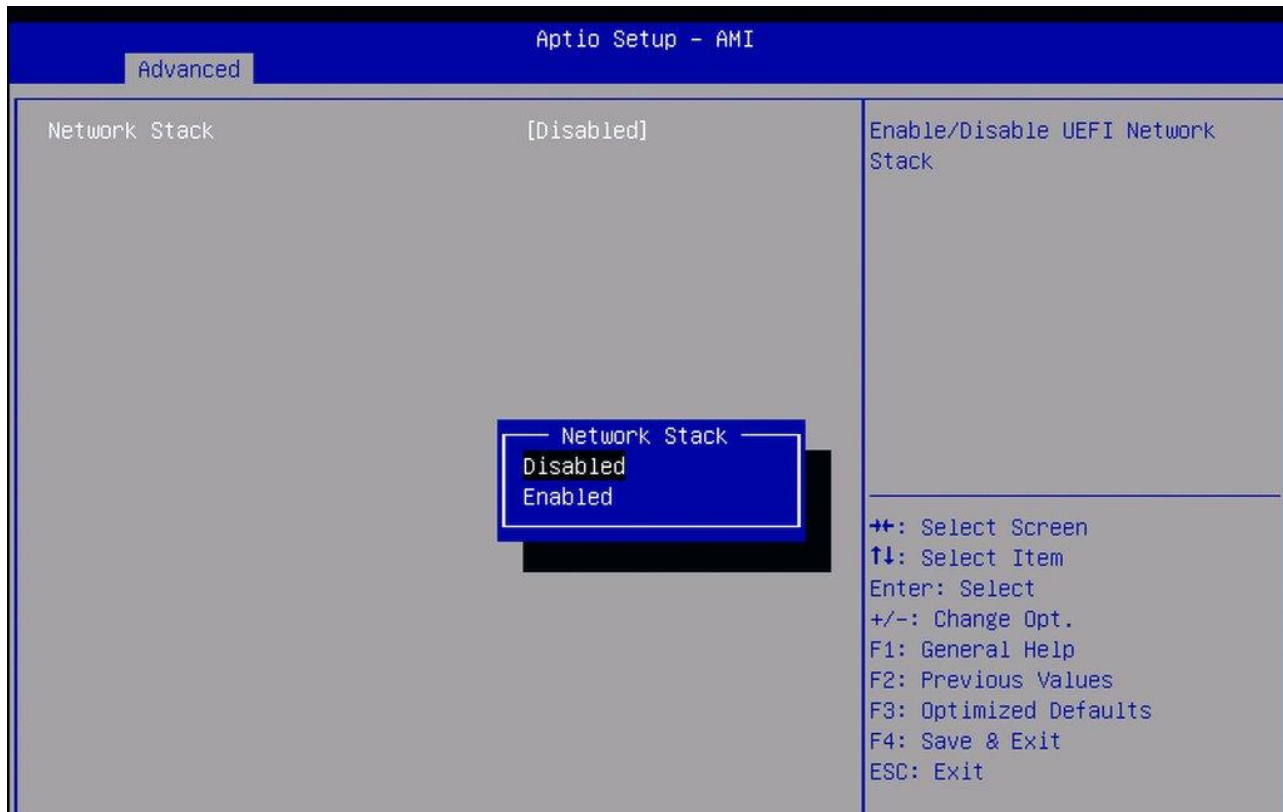 Aptio Setup – AMI
Advanced
Network Stack [Disabled]
Enable/Disable UEFI Network
Stack
Network Stack
Disabled
Enabled
→←: Select Screen
↑↓: Select Item
Enter: Select
+/-: Change Opt.
F1: General Help
F2: Previous Values
F3: Optimized Defaults
F4: Save & Exit
ESC: Exit